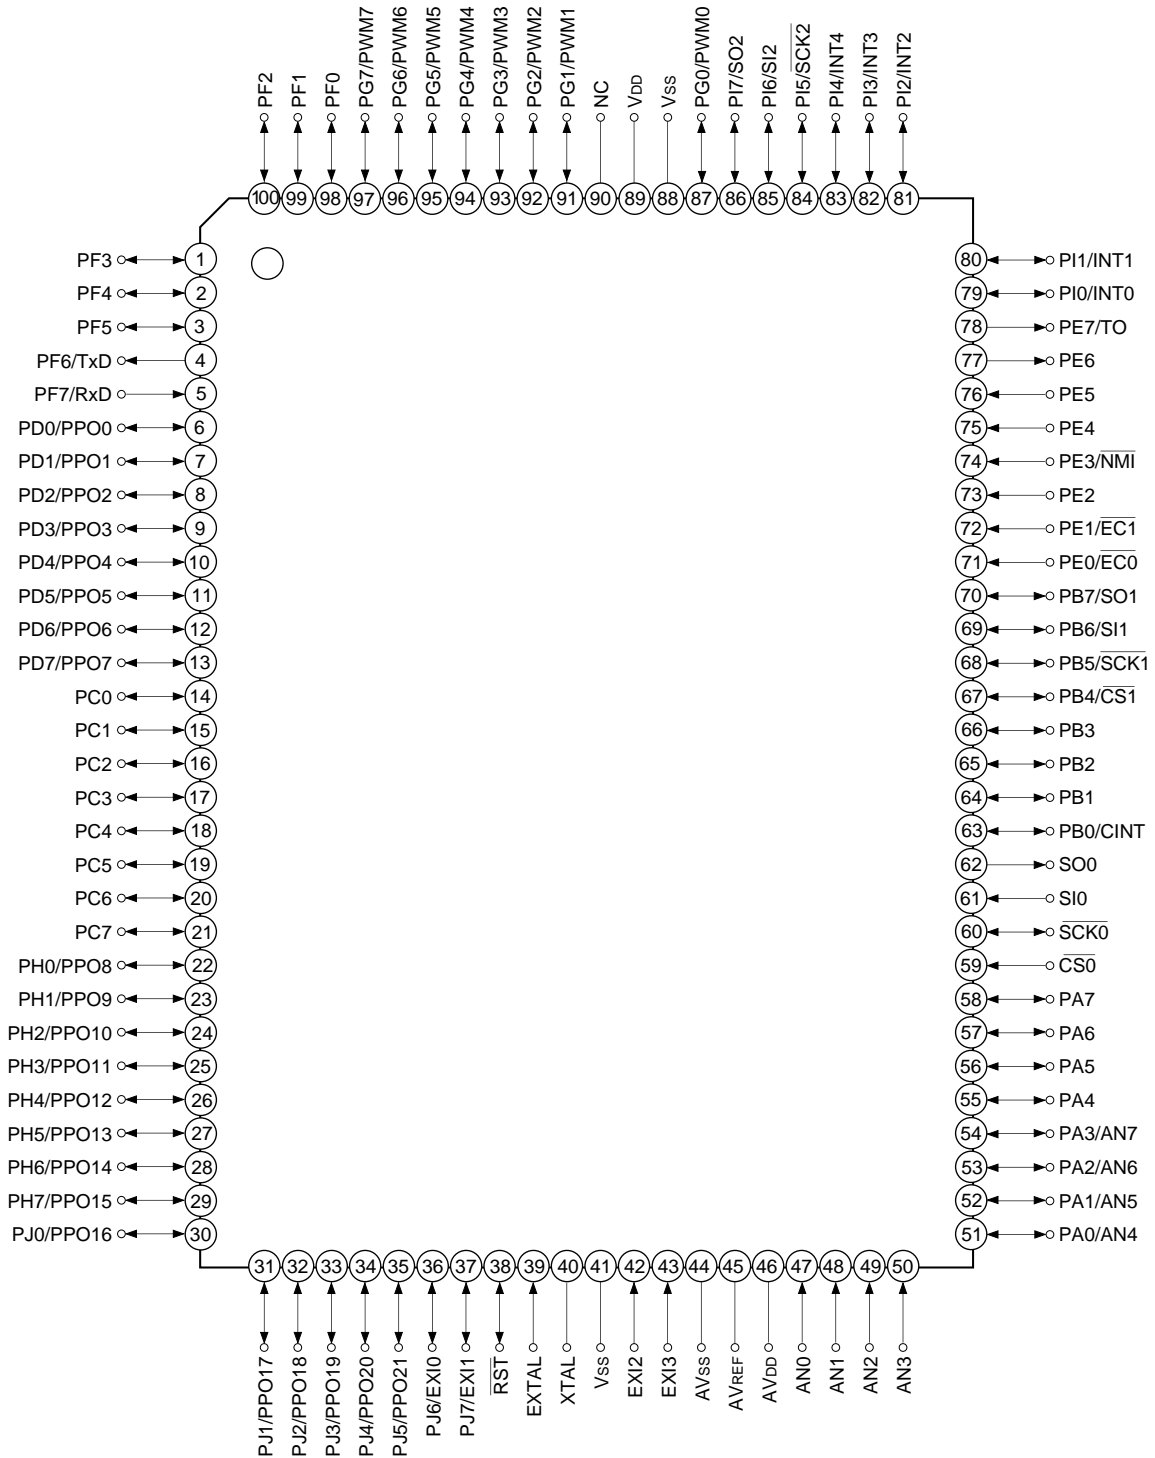 PF2
PF1
PF0
PG7/PWM7
PG6/PWM6
PG5/PWM5
PG4/PWM4
PG3/PWM3
PG2/PWM2
PG1/PWM1
NC
VDD
VSS
PG0/PWM0
PI7/SO2
PI6/SI2
PI5/SCK2
PI4/INT4
PI3/INT3
PI2/INT2
100 99 98 97 96 95 94 93 92 91 90 89 88 87 86 85 84 83 82 81
PF3 1 80 PI1/INT1
PF4 2 79 PI0/INT0
PF5 3 78 PE7/TO
PF6/TxD 4 77 PE6
PF7/RxD 5 76 PE5
PD0/PPO0 6 75 PE4
PD1/PPO1 7 74 PE3/NMI
PD2/PPO2 8 73 PE2
PD3/PPO3 9 72 PE1/EC1
PD4/PPO4 10 71 PE0/EC0
PD5/PPO5 11 70 PB7/SO1
PD6/PPO6 12 69 PB6/SI1
PD7/PPO7 13 68 PB5/SCK1
PC0 14 67 PB4/CS1
PC1 15 66 PB3
PC2 16 65 PB2
PC3 17 64 PB1
PC4 18 63 PB0/CINT
PC5 19 62 SO0
PC6 20 61 SI0
PC7 21 60 SCK0
PH0/PPO8 22 59 CS0
PH1/PPO9 23 58 PA7
PH2/PPO10 24 57 PA6
PH3/PPO11 25 56 PA5
PH4/PPO12 26 55 PA4
PH5/PPO13 27 54 PA3/AN7
PH6/PPO14 28 53 PA2/AN6
PH7/PPO15 29 52 PA1/AN5
PJ0/PPO16 30 51 PA0/AN4
31 32 33 34 35 36 37 38 39 40 41 42 43 44 45 46 47 48 49 50
PJ1/PPO17
PJ2/PPO18
PJ3/PPO19
PJ4/PPO20
PJ5/PPO21
PJ6/EXI0
PJ7/EXI1
RST
EXTAL
XTAL
VSS
EXI2
EXI3
AVSS
AVREF
AVDD
AN0
AN1
AN2
AN3